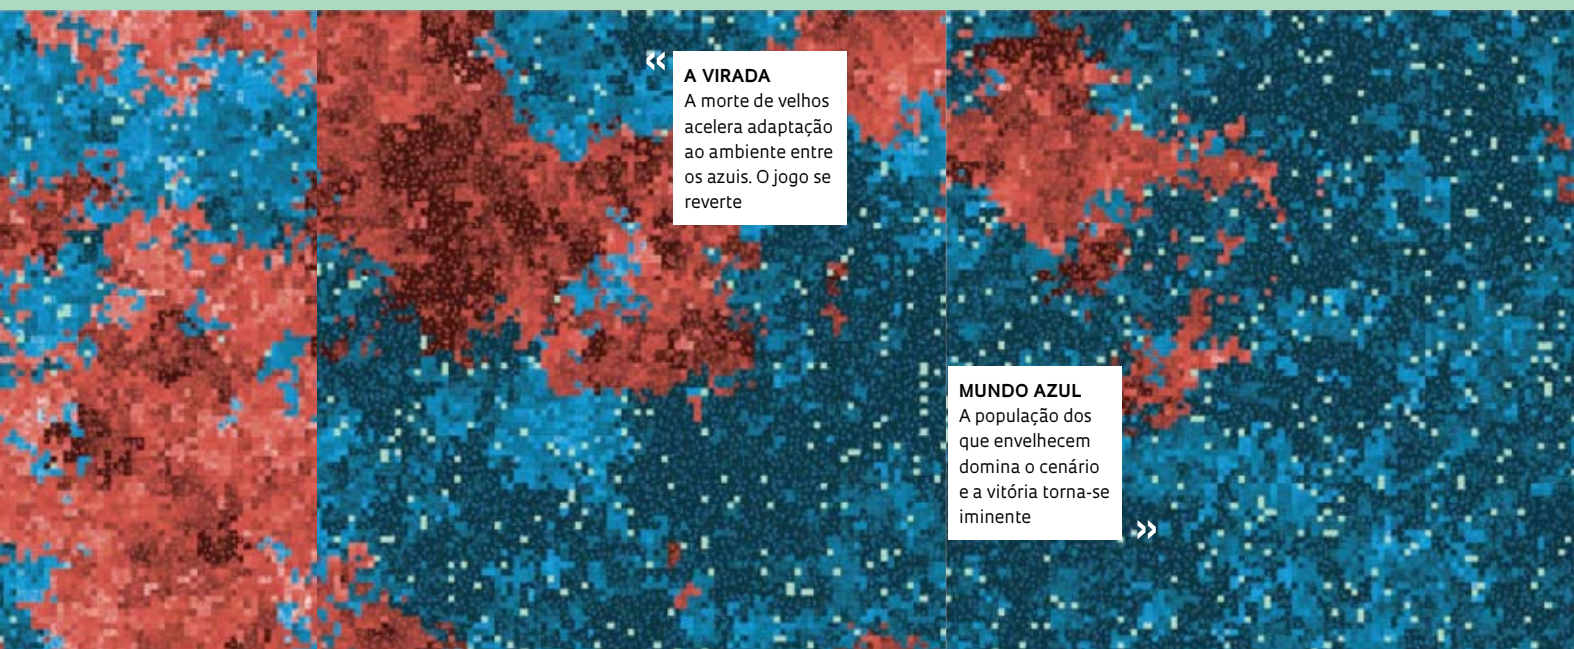 «
A VIRADA
A morte de velhos
acelera adaptação
ao ambiente entre
os azuis. O jogo se
reverte
MUNDO AZUL
A população dos
que envelhecem
domina o cenário
e a vitória torna-se
iminente
»